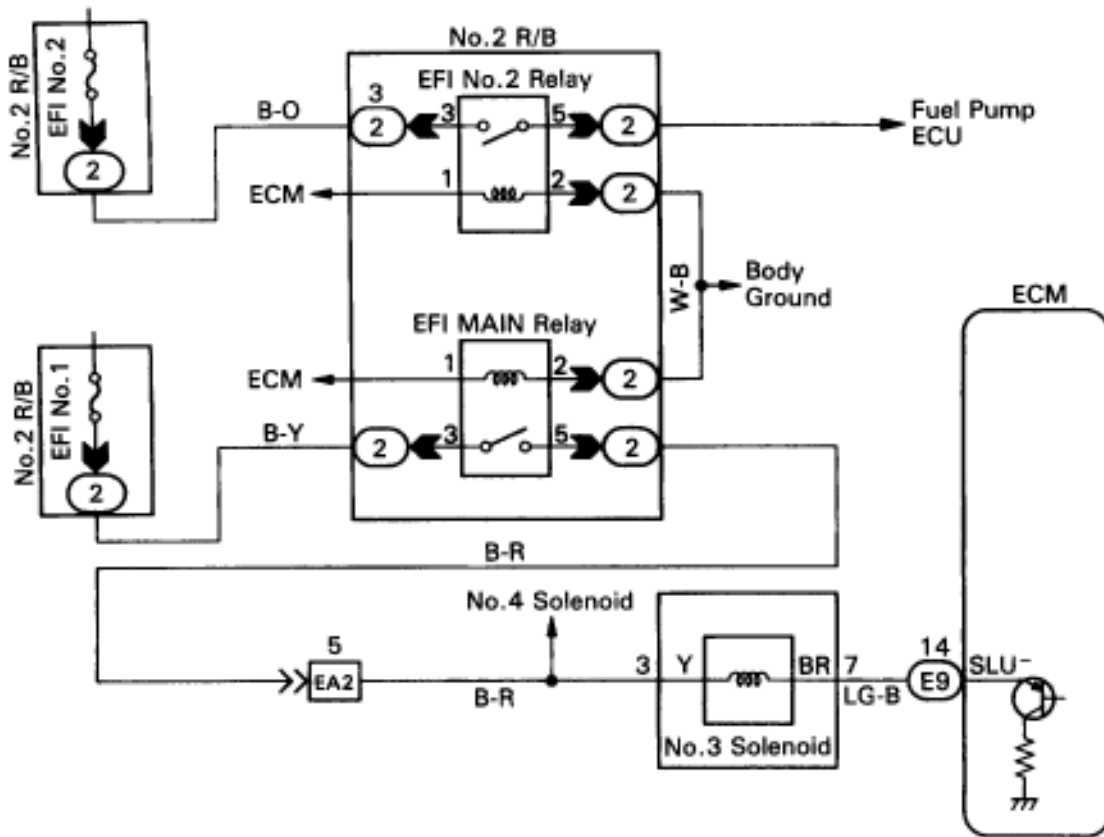 No.2 R/B
EFI No.2
2
B-O
No.2 R/B
EFI No.2 Relay
3
2
3
5
2
Fuel Pump
ECU
ECM
1
2
2
W-B
Body
Ground
EFI MAIN Relay
ECM
1
2
2
No.2 R/B
EFI No.1
2
B-Y
2
3
5
2
B-R
No.4 Solenoid
5
EA2
B-R
3
Y
BR
7
LG-B
No.3 Solenoid
14
E9
ECM
SLU-